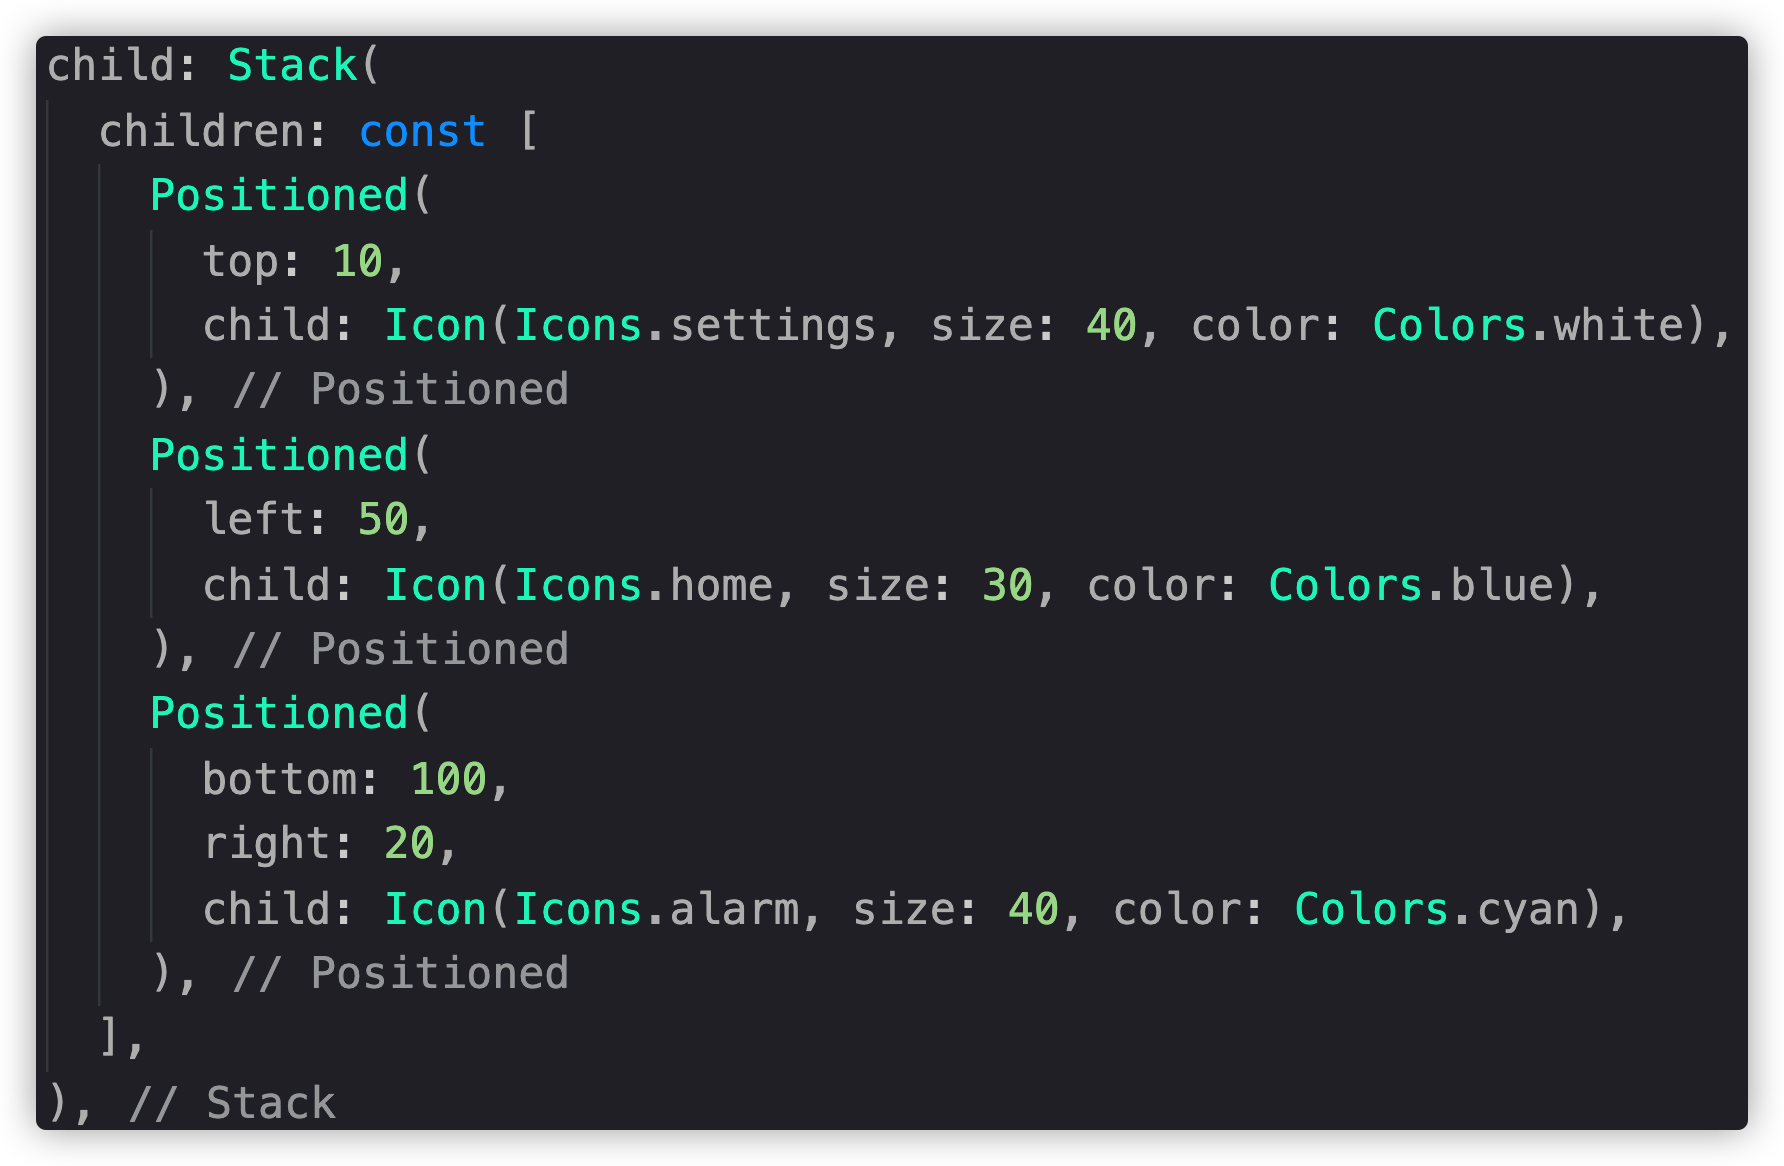 child: Stack(
  children: const [
    Positioned(
      top: 10,
      child: Icon(Icons.settings, size: 40, color: Colors.white),
    ), // Positioned
    Positioned(
      left: 50,
      child: Icon(Icons.home, size: 30, color: Colors.blue),
    ), // Positioned
    Positioned(
      bottom: 100,
      right: 20,
      child: Icon(Icons.alarm, size: 40, color: Colors.cyan),
    ), // Positioned
  ],
), // Stack